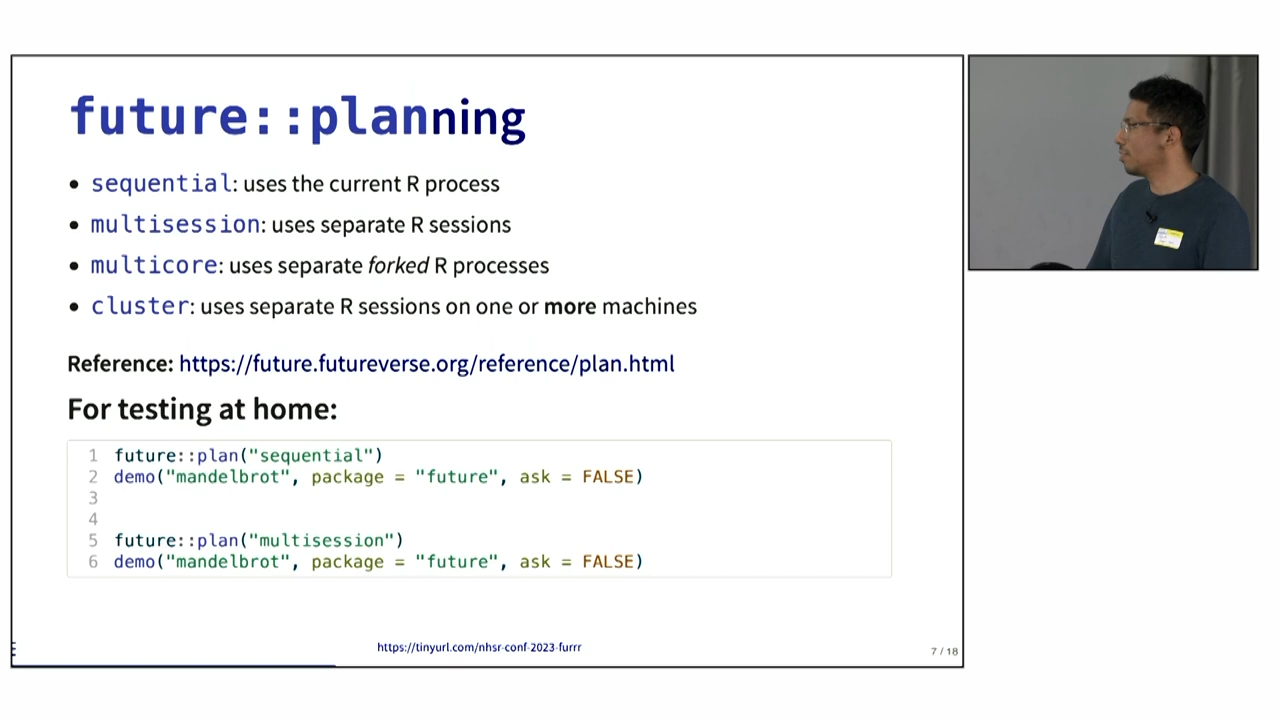 future::planning
sequential: uses the current R process
multisession: uses separate R sessions
multicore: uses separate forked R processes
cluster: uses separate R sessions on one or more machines
Reference: https://future.futureverse.org/reference/plan.html
For testing at home:
1 future::plan("sequential")
2 demo("mandelbrot", package = "future", ask = FALSE)
3
4
5 future::plan("multisession")
6 demo("mandelbrot", package = "future", ask = FALSE)
https://tinyurl.com/nhsr-conf-2023-furrr
7 / 18